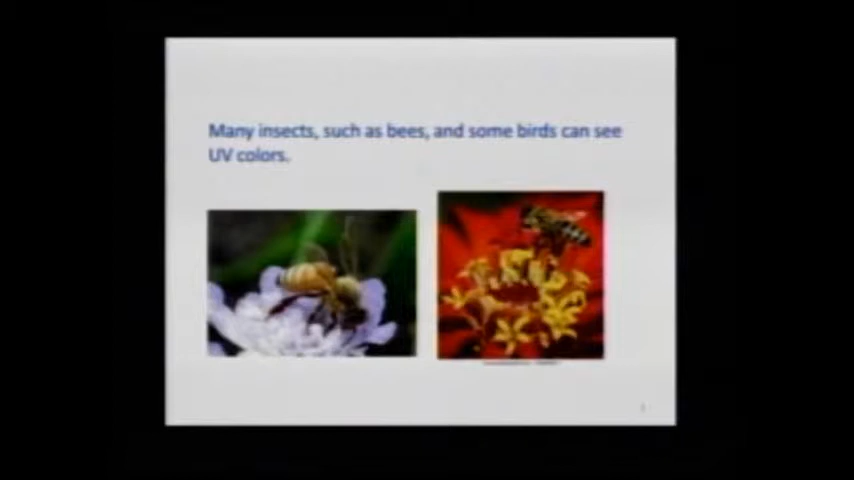 Many insects, such as bees, and some birds can see
UV colors.